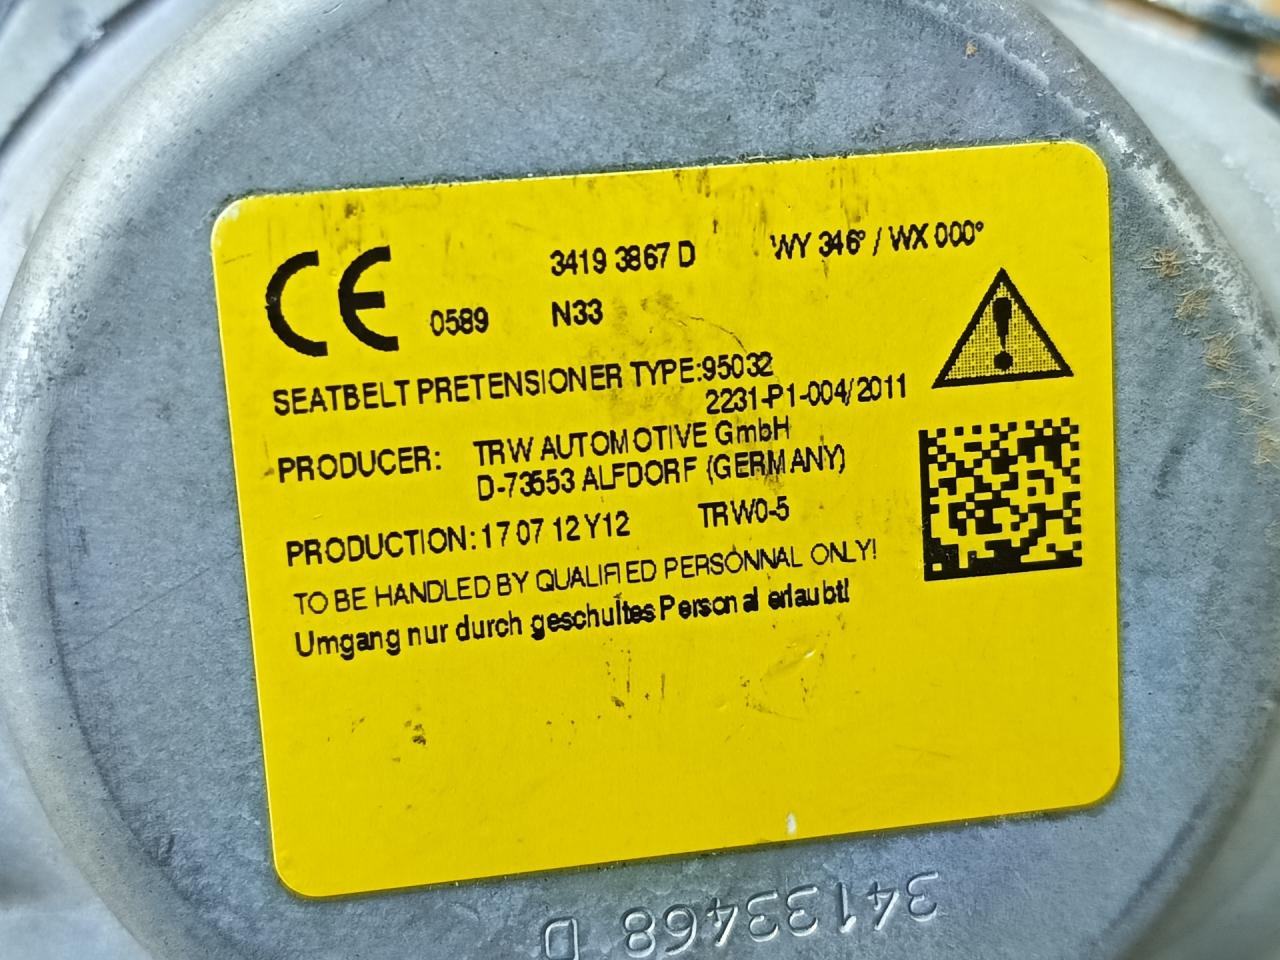 CE 0589 3419 3867 D WY 346° / WX 000°
N33
SEATBELT PRETENSIONER TYPE:95032
2231-P1-004/2011
PRODUCER: TRW AUTOMOTIVE GmbH
D-73553 ALFDORF (GERMANY)
PRODUCTION: 17 07 12 Y12 TRW0-5
TO BE HANDLED BY QUALIFIED PERSONNAL ONLY!
Umgang nur durch geschultes Personal erlaubt!
34133468 D